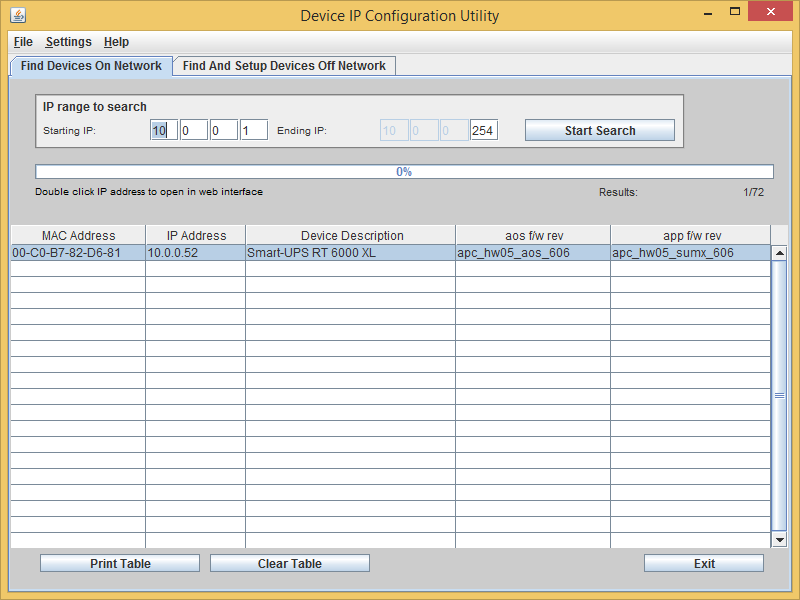 Device IP Configuration Utility
File Settings Help
Find Devices On Network Find And Setup Devices Off Network
IP range to search
Starting IP: 10 0 0 1 Ending IP: 10 0 0 254 Start Search
0%
Double click IP address to open in web interface Results: 1/72
MAC Address IP Address Device Description aos f/w rev app f/w rev
00-C0-B7-82-D6-81 10.0.0.52 Smart-UPS RT 6000 XL apc_hw05_aos_606 apc_hw05_sumx_606
Print Table Clear Table Exit